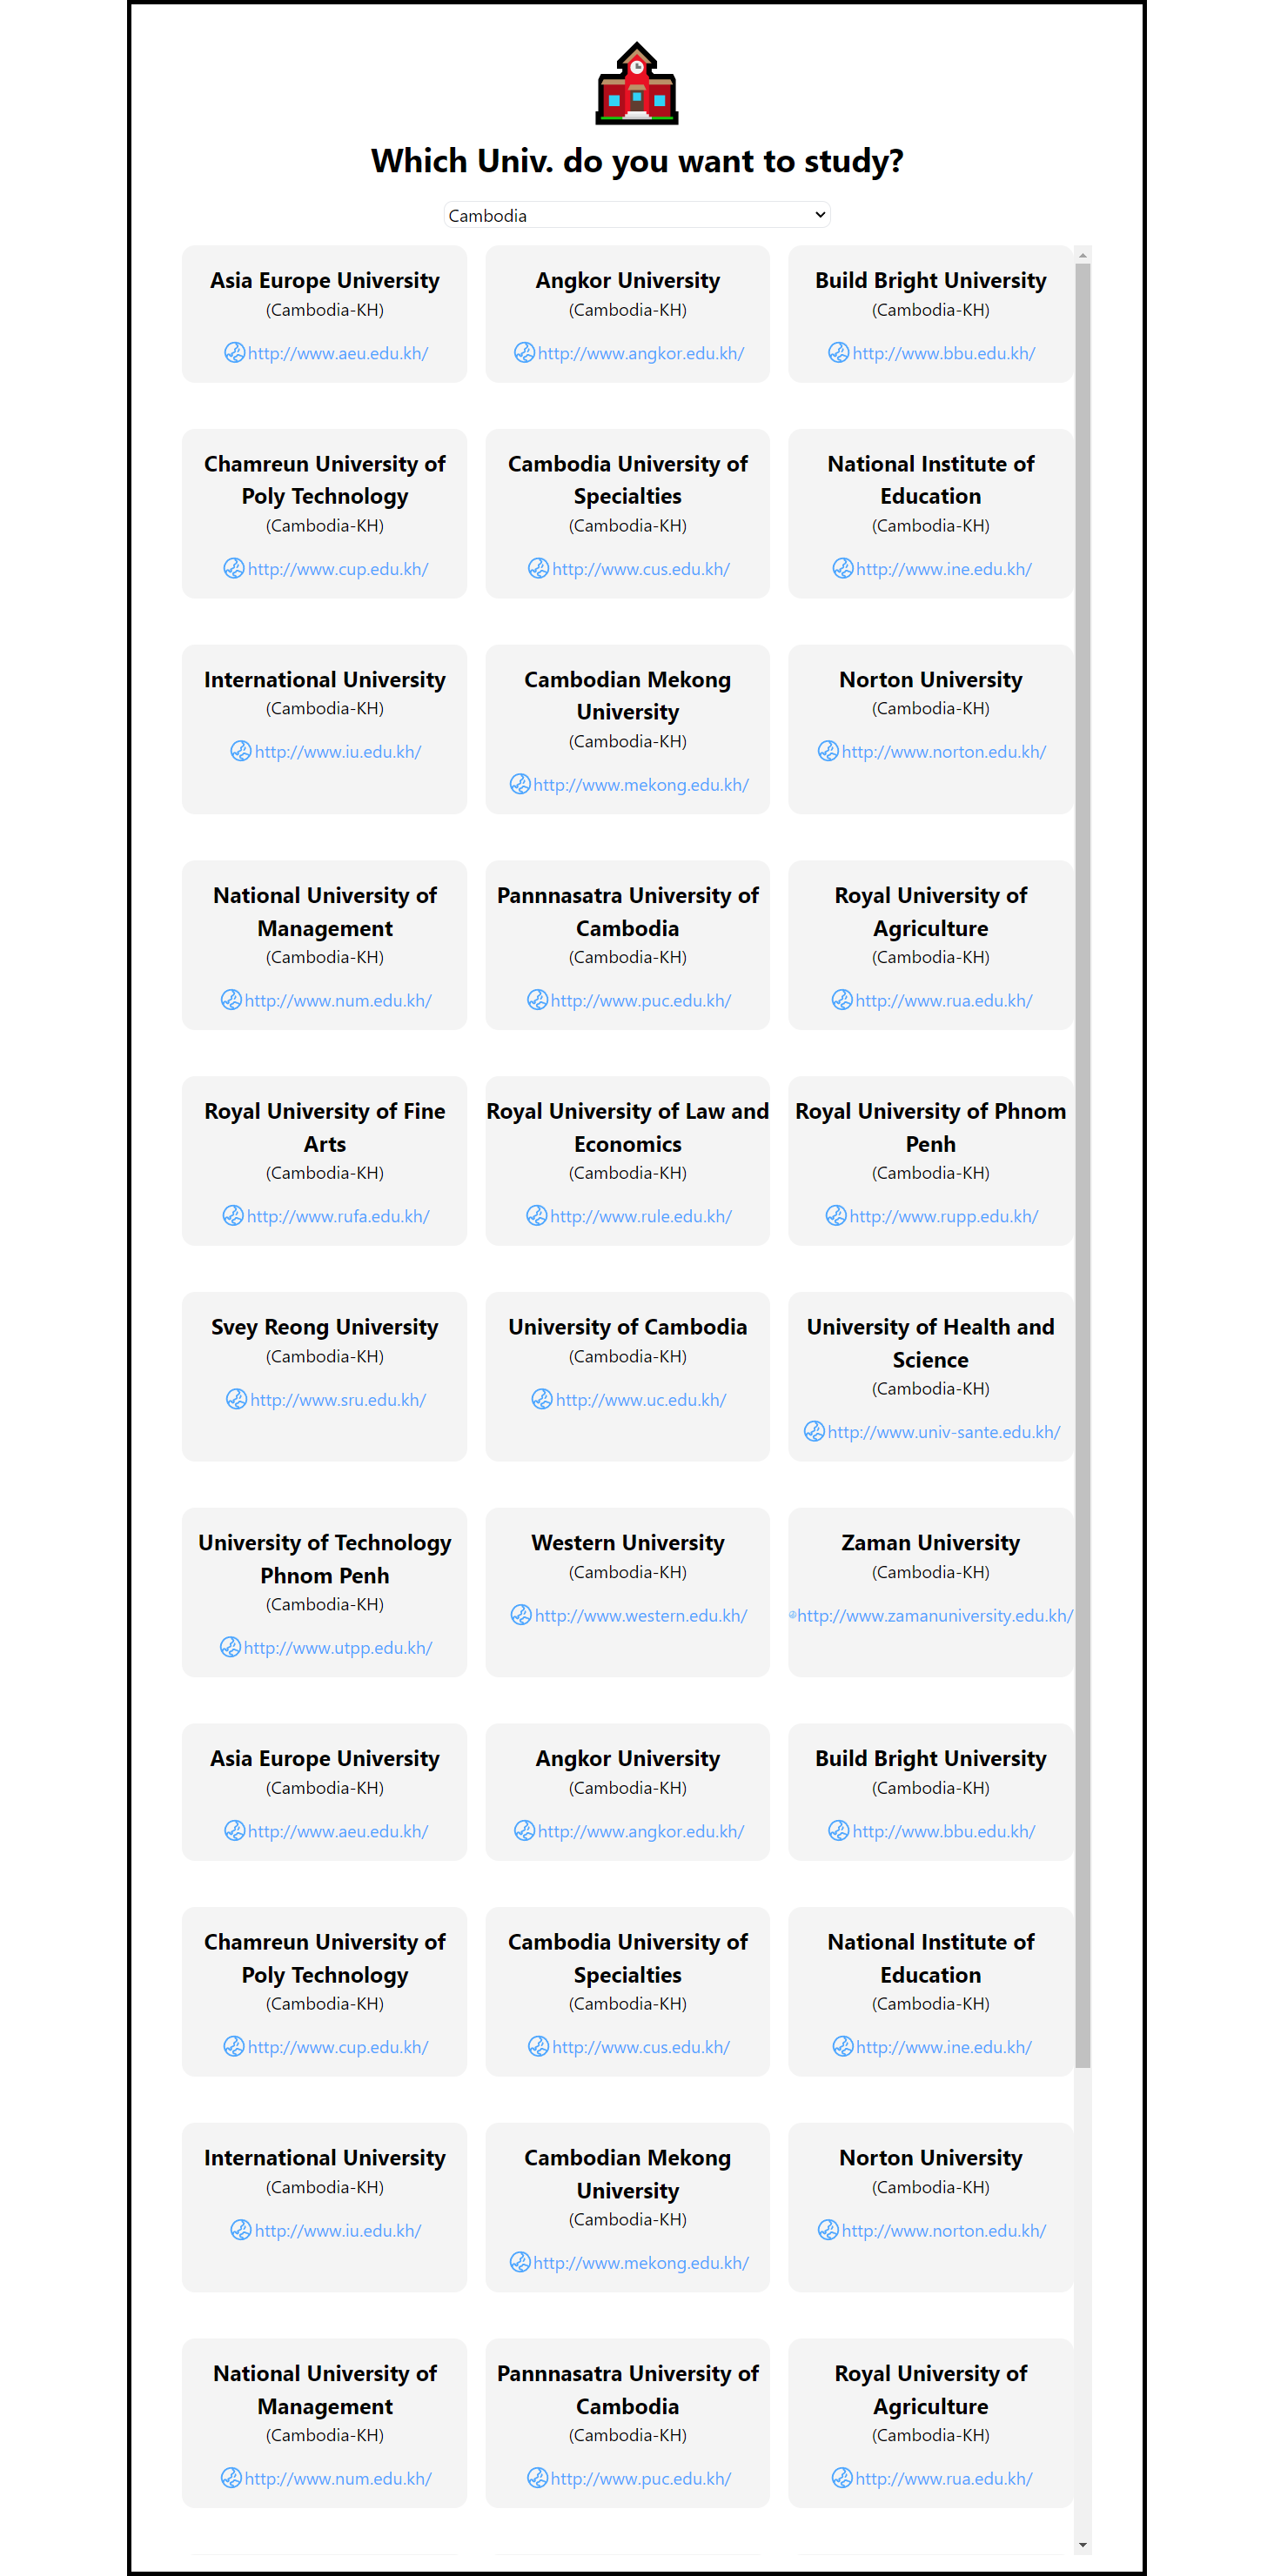 Which Univ. do you want to study?
Cambodia
Asia Europe University
(Cambodia-KH)
http://www.aeu.edu.kh/
Angkor University
(Cambodia-KH)
http://www.angkor.edu.kh/
Build Bright University
(Cambodia-KH)
http://www.bbu.edu.kh/
Chamreun University of
Poly Technology
(Cambodia-KH)
http://www.cup.edu.kh/
Cambodia University of
Specialties
(Cambodia-KH)
http://www.cus.edu.kh/
National Institute of
Education
(Cambodia-KH)
http://www.ine.edu.kh/
International University
(Cambodia-KH)
http://www.iu.edu.kh/
Cambodian Mekong
University
(Cambodia-KH)
http://www.mekong.edu.kh/
Norton University
(Cambodia-KH)
http://www.norton.edu.kh/
National University of
Management
(Cambodia-KH)
http://www.num.edu.kh/
Pannnasatra University of
Cambodia
(Cambodia-KH)
http://www.puc.edu.kh/
Royal University of
Agriculture
(Cambodia-KH)
http://www.rua.edu.kh/
Royal University of Fine
Arts
(Cambodia-KH)
http://www.rufa.edu.kh/
Royal University of Law and
Economics
(Cambodia-KH)
http://www.rule.edu.kh/
Royal University of Phnom
Penh
(Cambodia-KH)
http://www.rupp.edu.kh/
Svey Reong University
(Cambodia-KH)
http://www.sru.edu.kh/
University of Cambodia
(Cambodia-KH)
http://www.uc.edu.kh/
University of Health and
Science
(Cambodia-KH)
http://www.univ-sante.edu.kh/
University of Technology
Phnom Penh
(Cambodia-KH)
http://www.utpp.edu.kh/
Western University
(Cambodia-KH)
http://www.western.edu.kh/
Zaman University
(Cambodia-KH)
http://www.zamanuniversity.edu.kh/
Asia Europe University
(Cambodia-KH)
http://www.aeu.edu.kh/
Angkor University
(Cambodia-KH)
http://www.angkor.edu.kh/
Build Bright University
(Cambodia-KH)
http://www.bbu.edu.kh/
Chamreun University of
Poly Technology
(Cambodia-KH)
http://www.cup.edu.kh/
Cambodia University of
Specialties
(Cambodia-KH)
http://www.cus.edu.kh/
National Institute of
Education
(Cambodia-KH)
http://www.ine.edu.kh/
International University
(Cambodia-KH)
http://www.iu.edu.kh/
Cambodian Mekong
University
(Cambodia-KH)
http://www.mekong.edu.kh/
Norton University
(Cambodia-KH)
http://www.norton.edu.kh/
National University of
Management
(Cambodia-KH)
http://www.num.edu.kh/
Pannnasatra University of
Cambodia
(Cambodia-KH)
http://www.puc.edu.kh/
Royal University of
Agriculture
(Cambodia-KH)
http://www.rua.edu.kh/